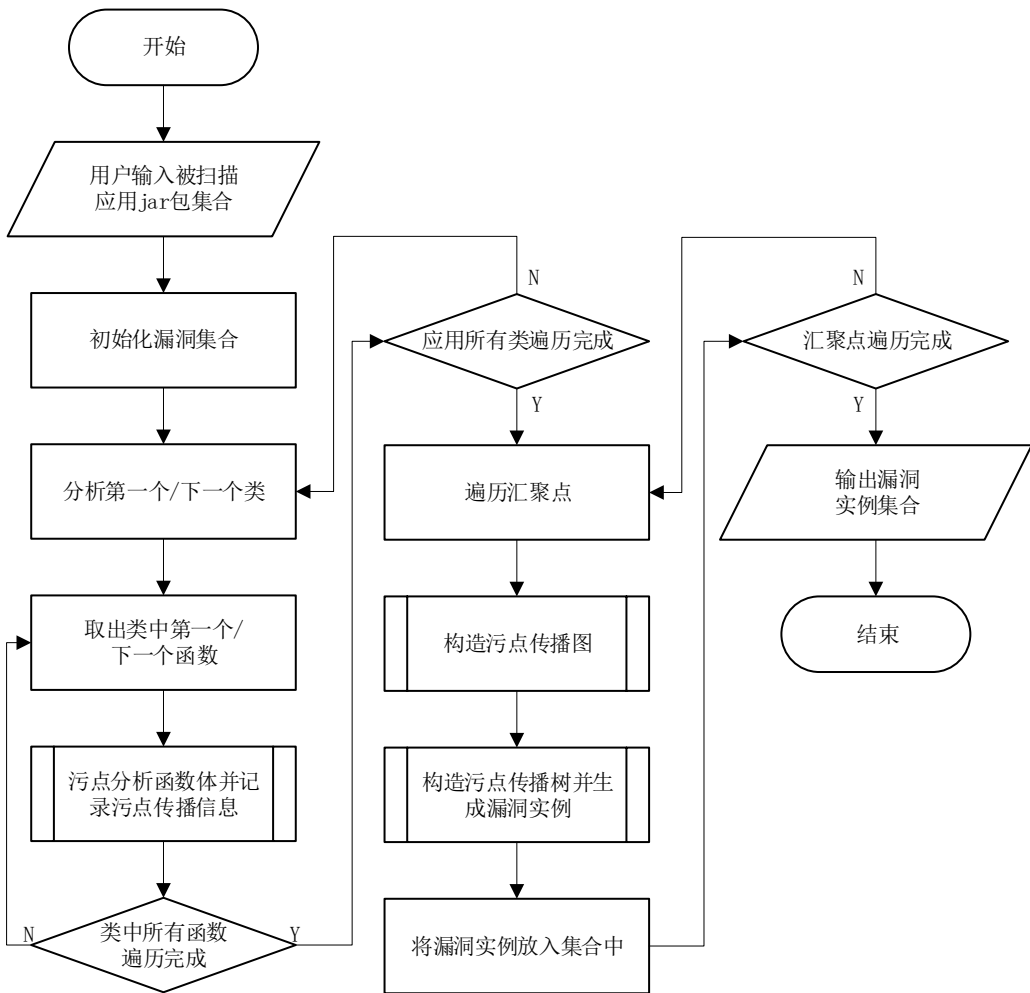 开始
用户输入被扫描
应用jar包集合
初始化漏洞集合
分析第一个/下一个类
取出类中第一个/
下一个函数
污点分析函数体并记
录污点传播信息
类中所有函数
遍历完成
N
Y
N
应用所有类遍历完成
Y
遍历汇聚点
构造污点传播图
构造污点传播树并生
成漏洞实例
将漏洞实例放入集合中
N
汇聚点遍历完成
Y
输出漏洞
实例集合
结束